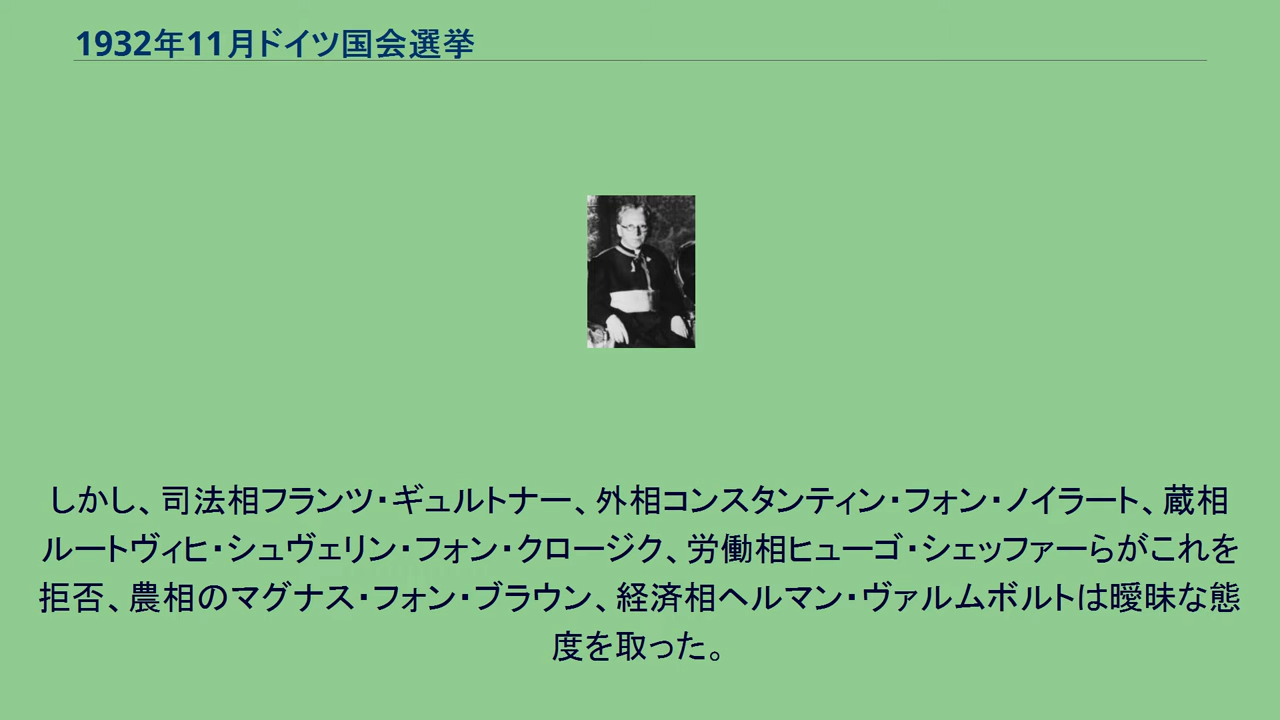 1932年11月ドイツ国会選挙
しかし、司法相フランツ・ギュルトナー、外相コンスタンティン・フォン・ノイラート、蔵相
ルートヴィヒ・シュヴェリン・フォン・クロージク、労働相ヒューゴ・シェッファーらがこれを
拒否、農相のマグナス・フォン・ブラウン、経済相ヘルマン・ヴァルムボルトは曖昧な態
度を取った。